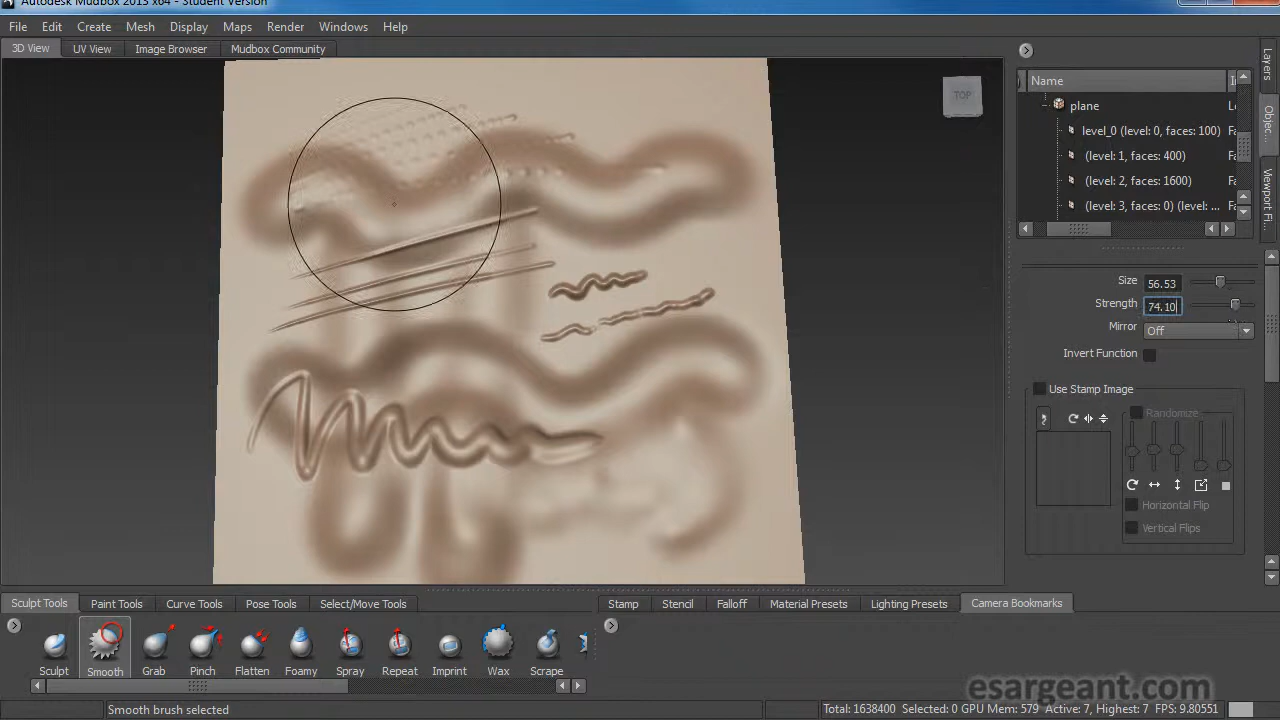 Autodesk Mudbox 2013 x64 - Student Version
File Edit Create Mesh Display Maps Render Windows Help
3D View UV View Image Browser Mudbox Community
TOP
Name
plane
level_0 (level: 0, faces: 100)
(level: 1, faces: 400)
(level: 2, faces: 1600)
(level: 3, faces: 0) (level: ...
Layers
Objec...
Viewport Fi
Size 56.53
Strength 74.10
Mirror Off
Invert Function
Use Stamp Image
Randomize
Horizontal Flip
Vertical Flips
Sculpt Tools Paint Tools Curve Tools Pose Tools Select/Move Tools
Stamp Stencil Falloff Material Presets Lighting Presets Camera Bookmarks
Sculpt Smooth Grab Pinch Flatten Foamy Spray Repeat Imprint Wax Scrape
esargeant.com
Smooth brush selected
Total: 1638400 Selected: 0 GPU Mem: 579 Active: 7, Highest: 7 FPS: 9.80551